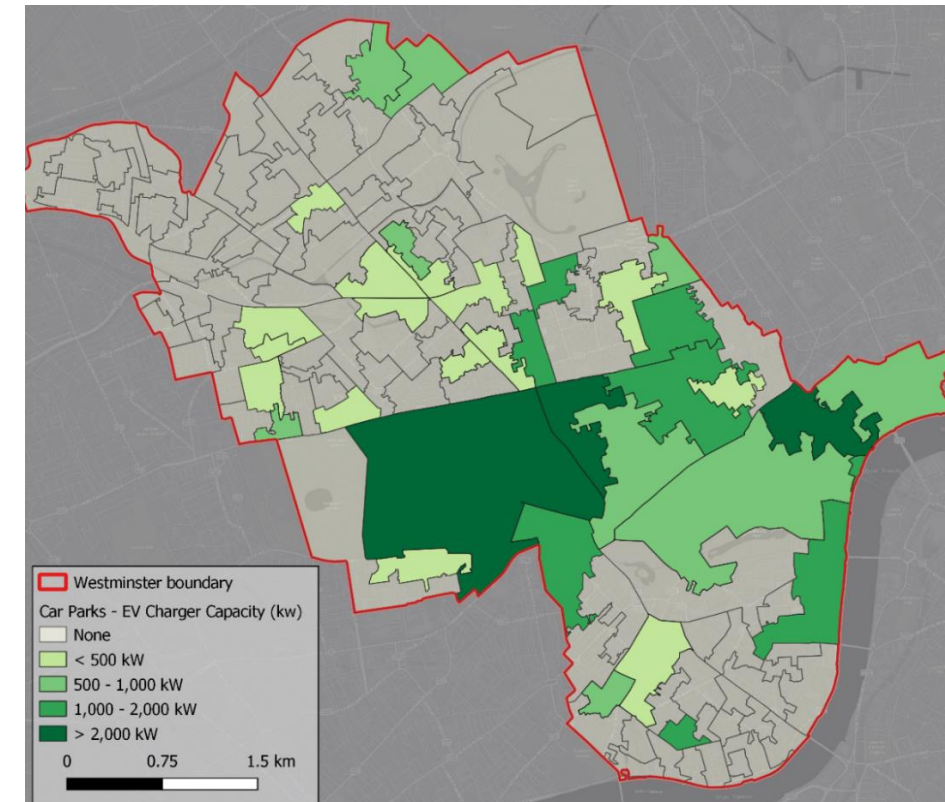 Westminster boundary
Car Parks - EV Charger Capacity (kw)
None
< 500 kW
500 - 1,000 kW
1,000 - 2,000 kW
> 2,000 kW
0 0.75 1.5 km